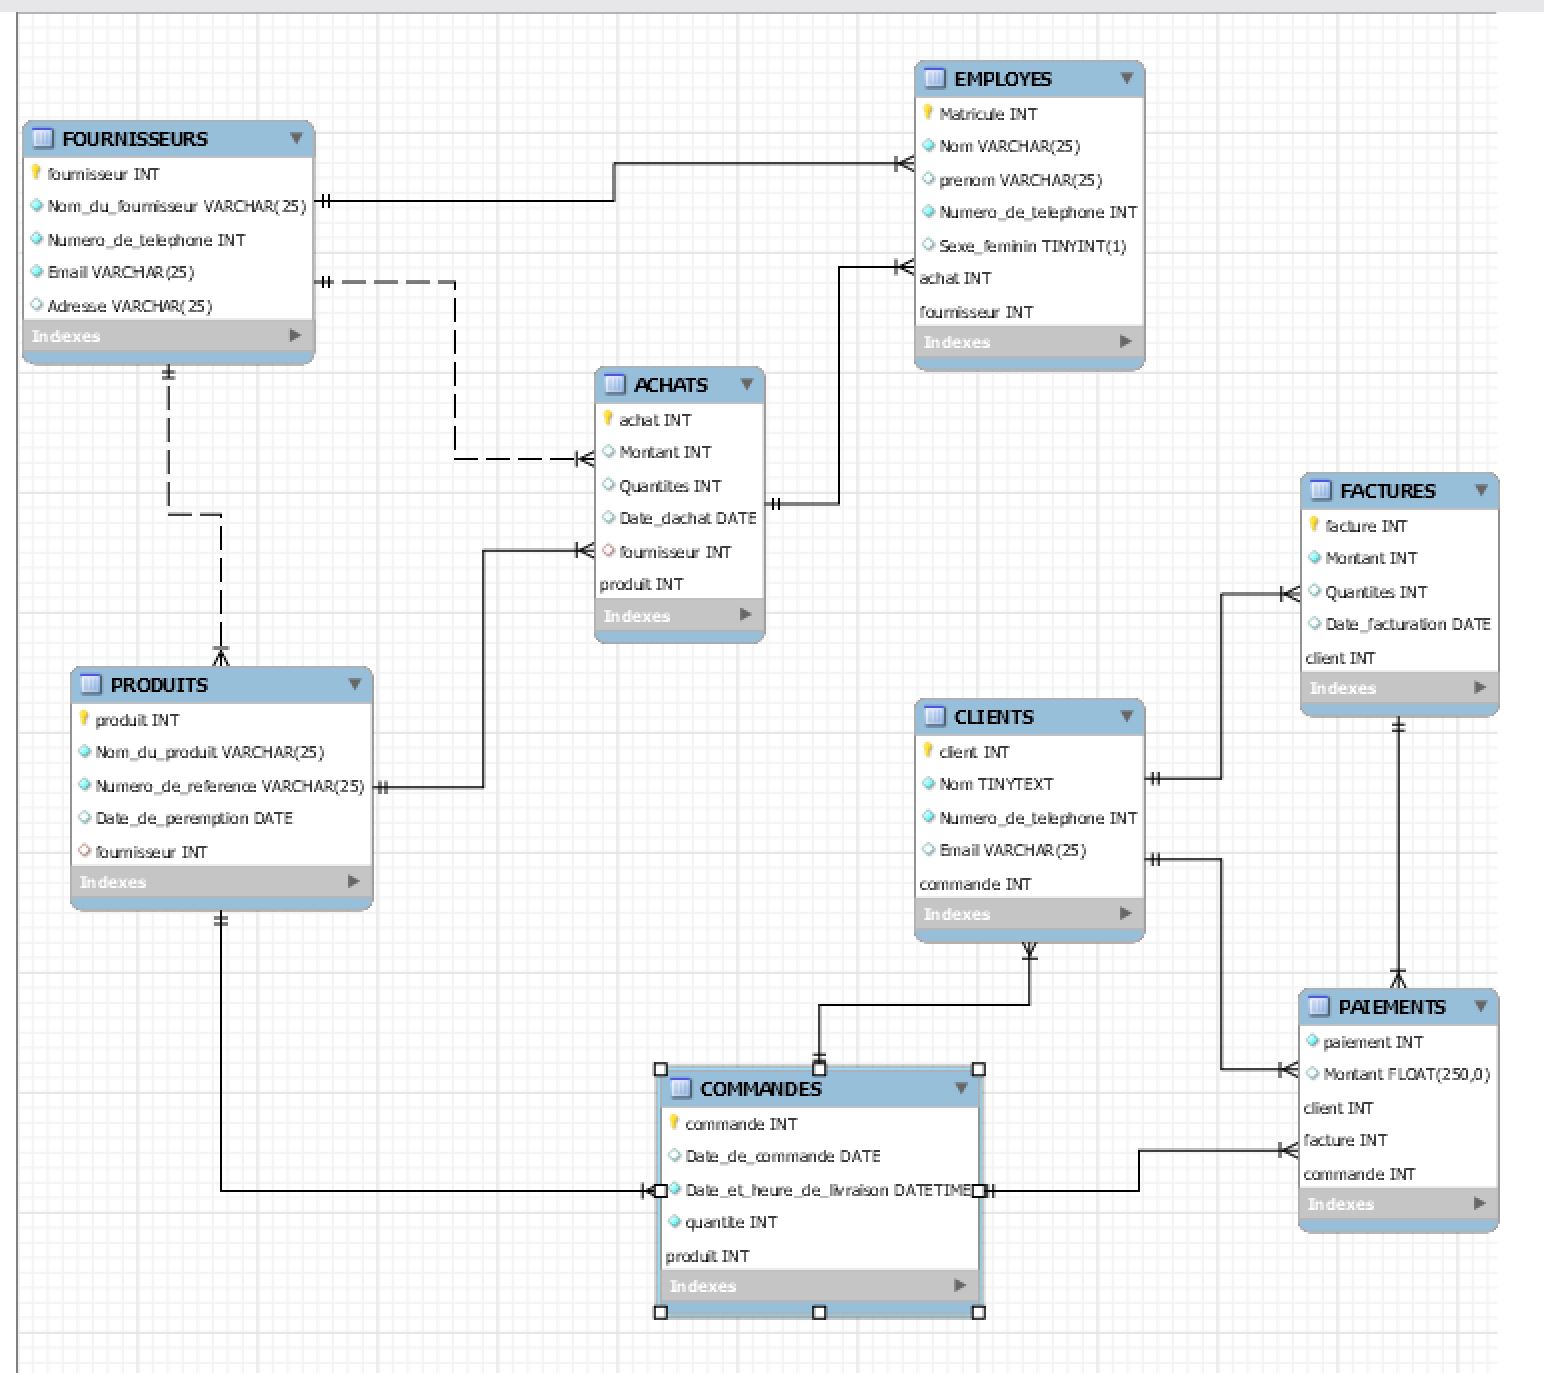 EMPLOYES
Matricule INT
Nom VARCHAR(25)
prenom VARCHAR(25)
Numero_de_telephone INT
Sexe_feminin TINYINT(1)
achat INT
fournisseur INT
Indexes
FOURNISSEURS
fournisseur INT
Nom_du_fournisseur VARCHAR(25)
Numero_de_telephone INT
Email VARCHAR(25)
Adresse VARCHAR(25)
Indexes
ACHATS
achat INT
Montant INT
Quantites INT
Date_dachat DATE
fournisseur INT
produit INT
Indexes
FACTURES
facture INT
Montant INT
Quantites INT
Date_facturation DATE
client INT
Indexes
PRODUITS
produit INT
Nom_du_produit VARCHAR(25)
Numero_de_reference VARCHAR(25)
Date_de_peremption DATE
fournisseur INT
Indexes
CLIENTS
client INT
Nom TINYTEXT
Numero_de_telephone INT
Email VARCHAR(25)
commande INT
Indexes
PAIEMENTS
paiement INT
Montant FLOAT(250,0)
client INT
facture INT
commande INT
Indexes
COMMANDES
commande INT
Date_de_commande DATE
Date_et_heure_de_livraison DATETIME
quantite INT
produit INT
Indexes